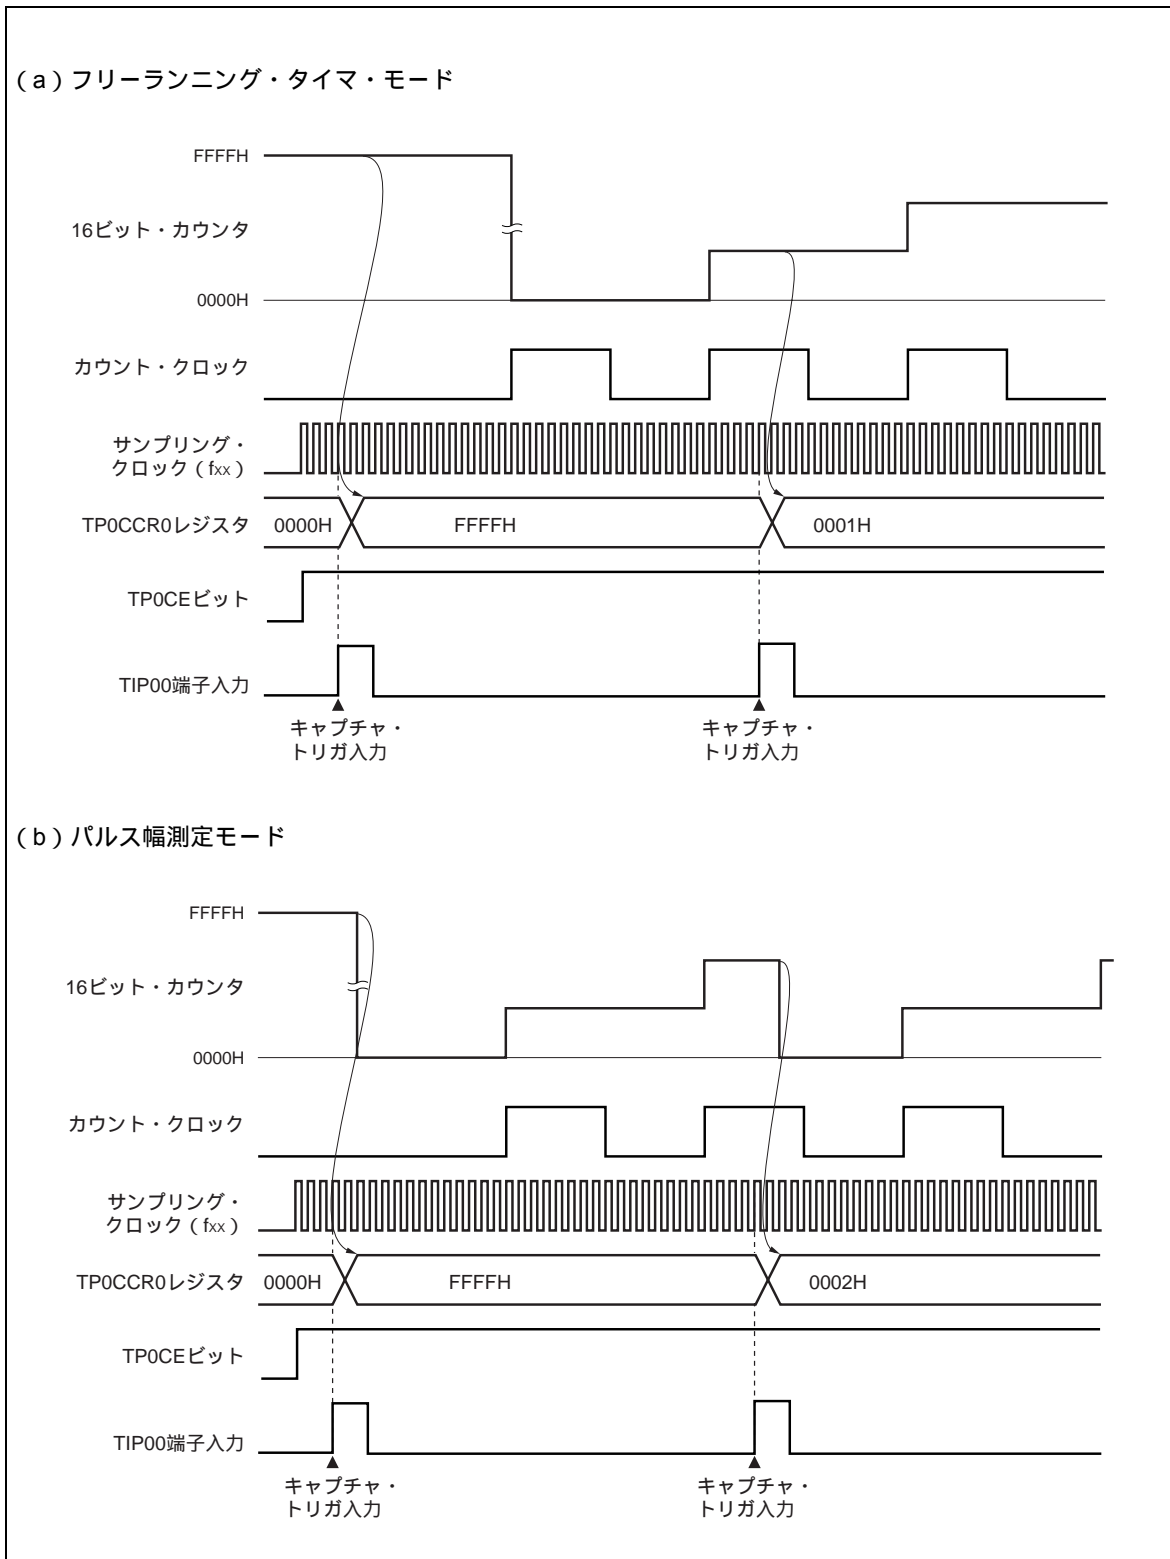 （a）フリーランニング・タイマ・モード
FFFFH
16ビット・カウンタ
0000H
カウント・クロック
サンプリング・
クロック（fxx）
TP0CCR0レジスタ
0000H
FFFFH
0001H
TP0CEビット
TIP00端子入力
キャプチャ・
トリガ入力
キャプチャ・
トリガ入力
（b）パルス幅測定モード
FFFFH
16ビット・カウンタ
0000H
カウント・クロック
サンプリング・
クロック（fxx）
TP0CCR0レジスタ
0000H
FFFFH
0002H
TP0CEビット
TIP00端子入力
キャプチャ・
トリガ入力
キャプチャ・
トリガ入力